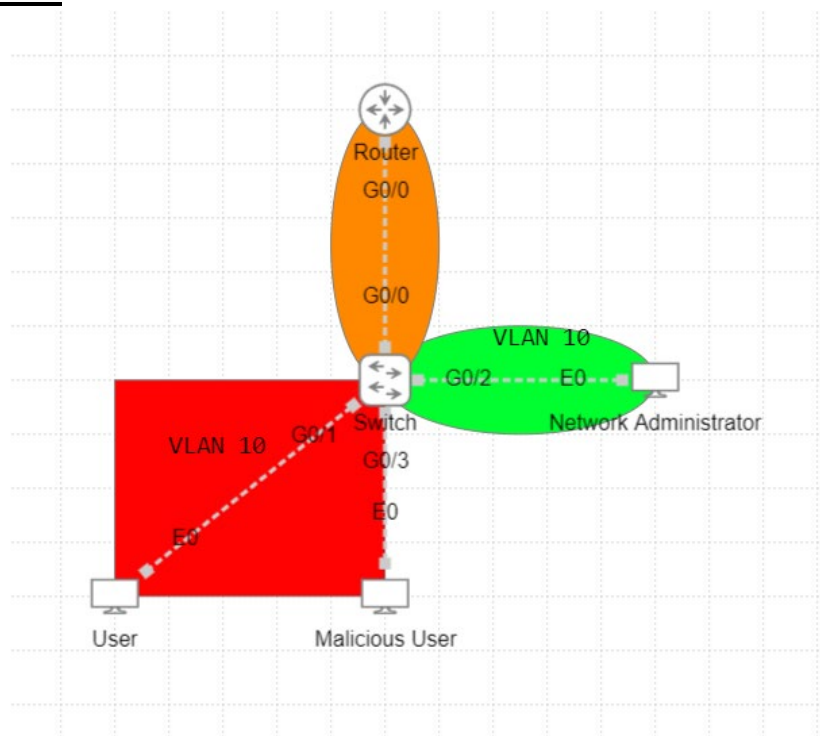 Router
G0/0
G0/0
VLAN 10
G0/2
E0
Switch
Network Administrator
G0/1
VLAN 10
G0/3
E0
E0
User
Malicious User